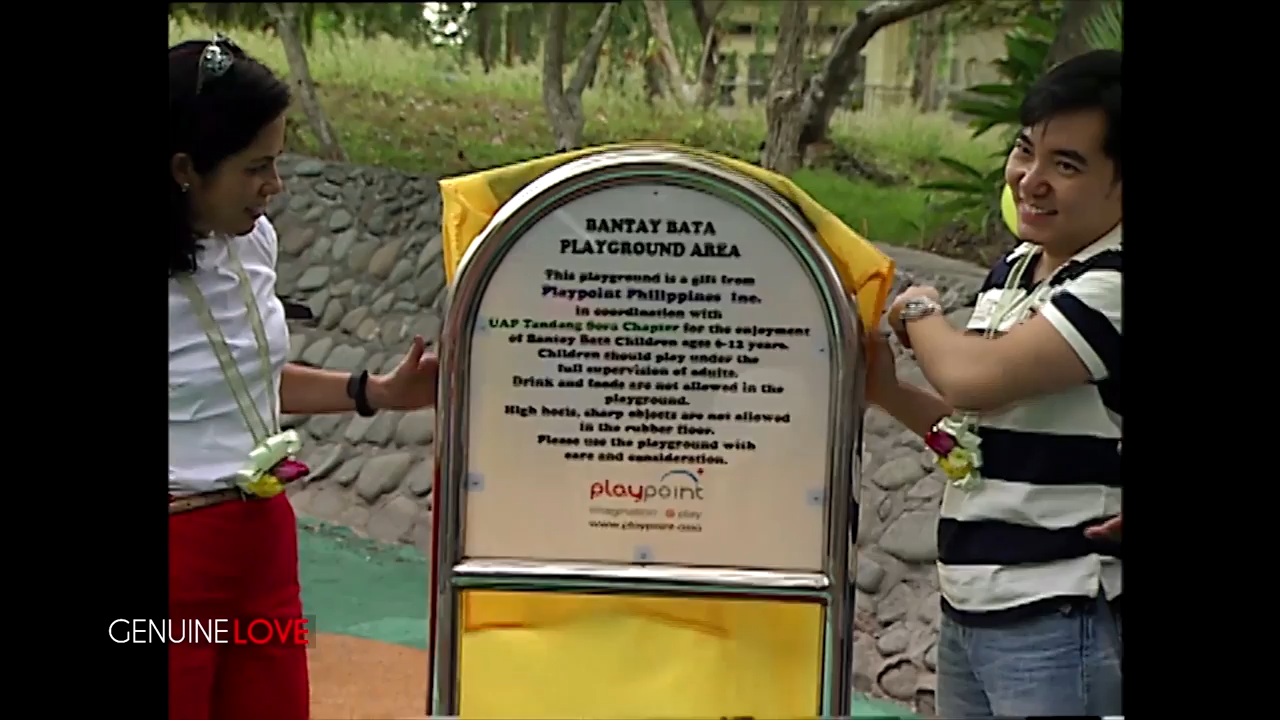 BANTAY BATA
PLAYGROUND AREA
This playground is a gift from
Playpoint Philippines Inc.
in coordination with
UAP Tandang Sora Chapter for the enjoyment
of Bantay Bata Children ages 6-12 years.
Children should play under the
full supervision of adults.
Drink and foods are not allowed in the
playground.
High heels, sharp objects are not allowed
in the rubber floor.
Please use the playground with
care and consideration.
playpoint
imagination @ play
www.playpoint.asia
GENUINE LOVE